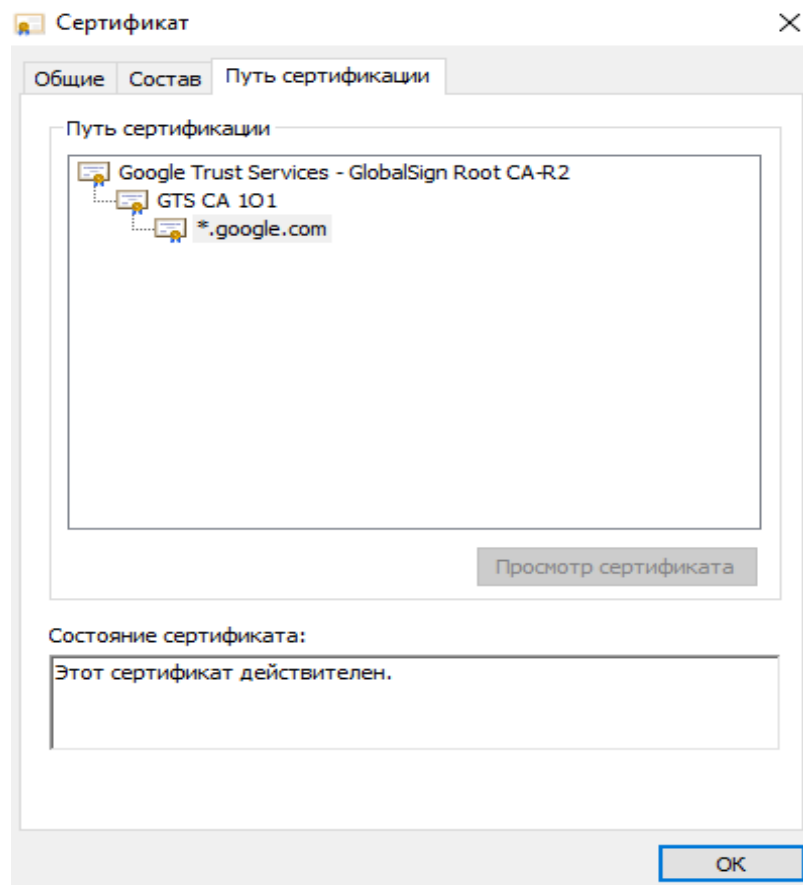 Сертификат
Общие Состав Путь сертификации
Путь сертификации
Google Trust Services - GlobalSign Root CA-R2
GTS CA 1O1
*.google.com
Просмотр сертификата
Состояние сертификата:
Этот сертификат действителен.
ОК